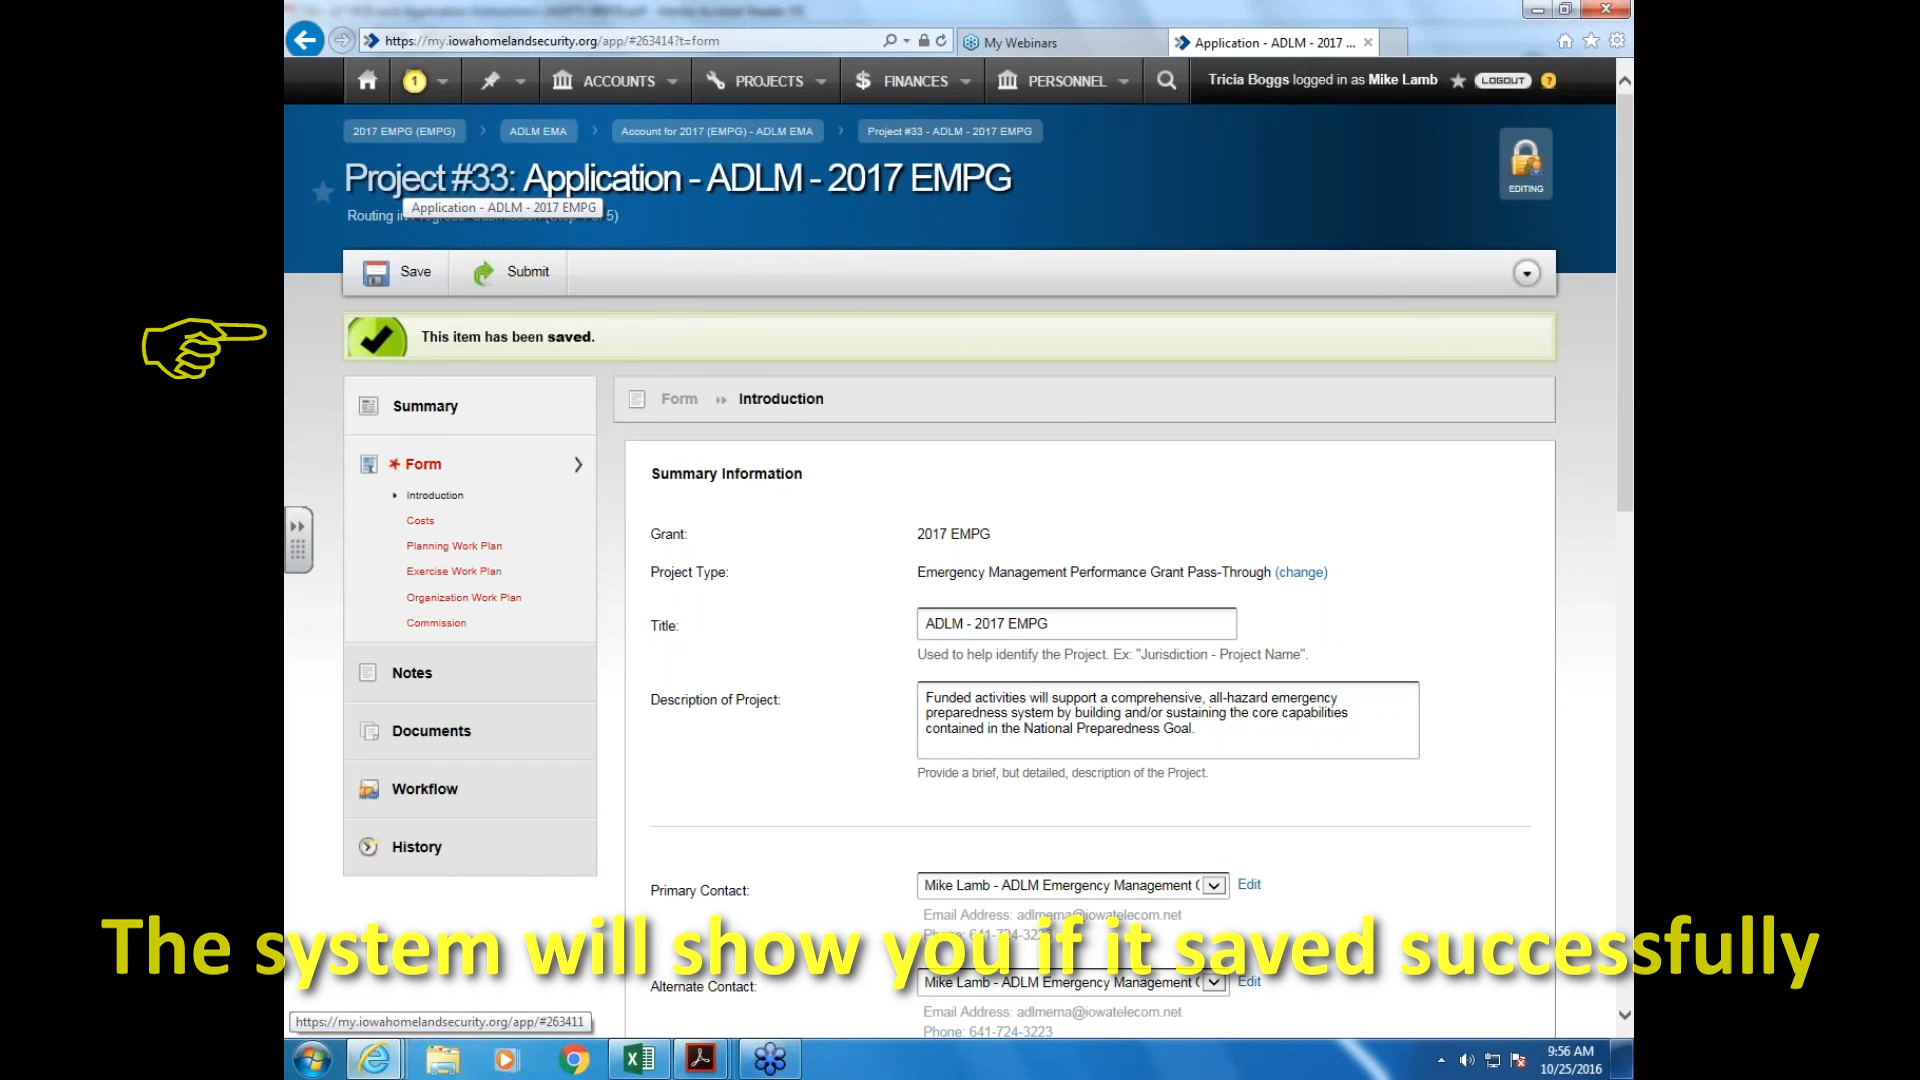 https://my.iowahomelandsecurity.org/app/#263414?t=form
My Webinars
Application - ADLM - 2017 ...
1
ACCOUNTS
PROJECTS
FINANCES
PERSONNEL
Tricia Boggs logged in as Mike Lamb
LOGOUT
?
2017 EMPG (EMPG)
ADLM EMA
Account for 2017 (EMPG) - ADLM EMA
Project #33 - ADLM - 2017 EMPG
Project #33: Application - ADLM - 2017 EMPG
EDITING
Application - ADLM - 2017 EMPG
Routing 5)
Save
Submit
This item has been saved.
Summary
Form
Introduction
* Form
Introduction
Costs
Planning Work Plan
Exercise Work Plan
Organization Work Plan
Commission
Notes
Documents
Workflow
History
Summary Information
Grant:
2017 EMPG
Project Type:
Emergency Management Performance Grant Pass-Through (change)
Title:
ADLM - 2017 EMPG
Used to help identify the Project. Ex: "Jurisdiction - Project Name".
Description of Project:
Funded activities will support a comprehensive, all-hazard emergency
preparedness system by building and/or sustaining the core capabilities
contained in the National Preparedness Goal.
Provide a brief, but detailed, description of the Project.
Primary Contact:
Mike Lamb - ADLM Emergency Management
Edit
Email Address: adlmema@iowatelecom.net
The system will show you if it saved successfully
Alternate Contact:
Mike Lamb - ADLM Emergency Management
Edit
Email Address: adlmema@iowatelecom.net
Phone: 641-724-3223
https://my.iowahomelandsecurity.org/app/#263411
9:56 AM
10/25/2016